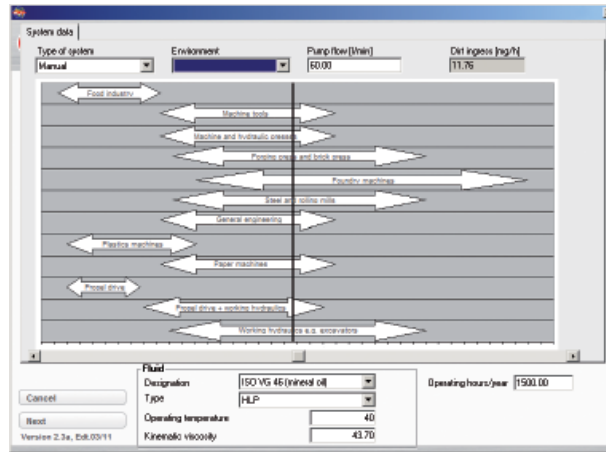 System data
Type of system Environment Pump flow [l/min] Dirt ingress [mg/h]
Manual 60.00 11.76
Food industry
Machine tools
Machine and hydraulic presses
Forging press and brick press
Foundry machines
Steel and rolling mills
General engineering
Plastics machines
Paper machines
Propel drive
Propel drive + working hydraulics
Working hydraulics e.g. excavators
Fluid
Designation ISO VG 46 (mineral oil) Operating hours/year 1500.00
Cancel Type HLP
Next Operating temperature 40
Version 2.3a, Edt.03/11 Kinematic viscosity 43.70